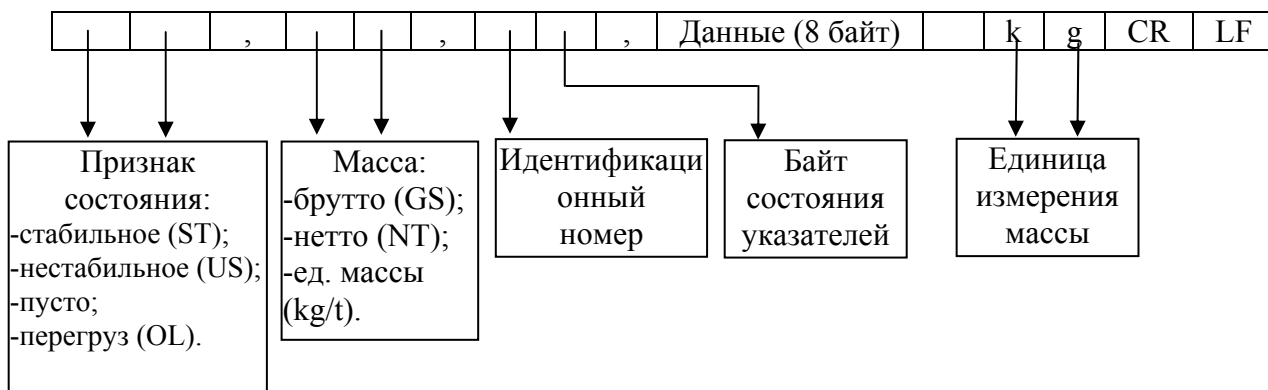 , , , Данные (8 байт) k g CR LF
Признак
состояния:
-стабильное (ST);
-нестабильное (US);
-пусто;
-перегруз (OL).
Масса:
-брутто (GS);
-нетто (NT);
-ед. массы
(kg/t).
Идентификаци
онный
номер
Байт
состояния
указателей
Единица
измерения
массы